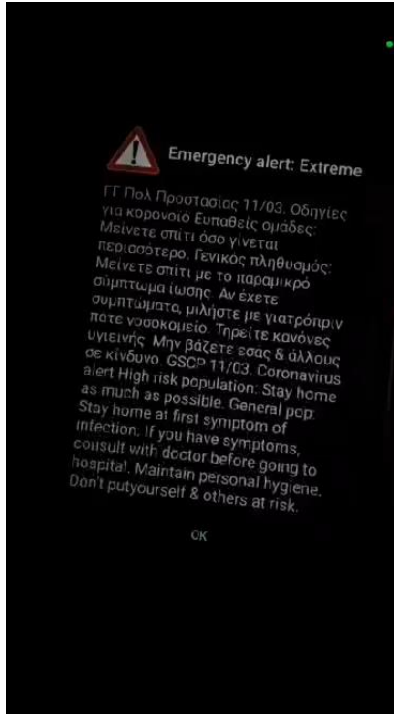 Emergency alert: Extreme
ΓΓ Πολ Προστασίας 11/03. Οδηγίες
για κορονοιό Ευπαθείς ομάδες:
Μείνετε σπίτι όσο γίνεται
περισσότερο. Γενικός πληθυσμός:
Μείνετε σπίτι με το παραμικρό
σύμπτωμα ίωσης. Αν έχετε
συμπτώματα, μιλήστε με γιατρόπριν
πάτε νοσοκομείο. Τηρείτε κανόνες
υγιεινής. Μην βάζετε εσάς & άλλους
σε κίνδυνο. GSCP 11/03. Coronavirus
alert High risk population: Stay home
as much as possible. General pop:
Stay home at first symptom of
infection. If you have symptoms,
consult with doctor before going to
hospital. Maintain personal hygiene.
Don't putyourself & others at risk.
OK